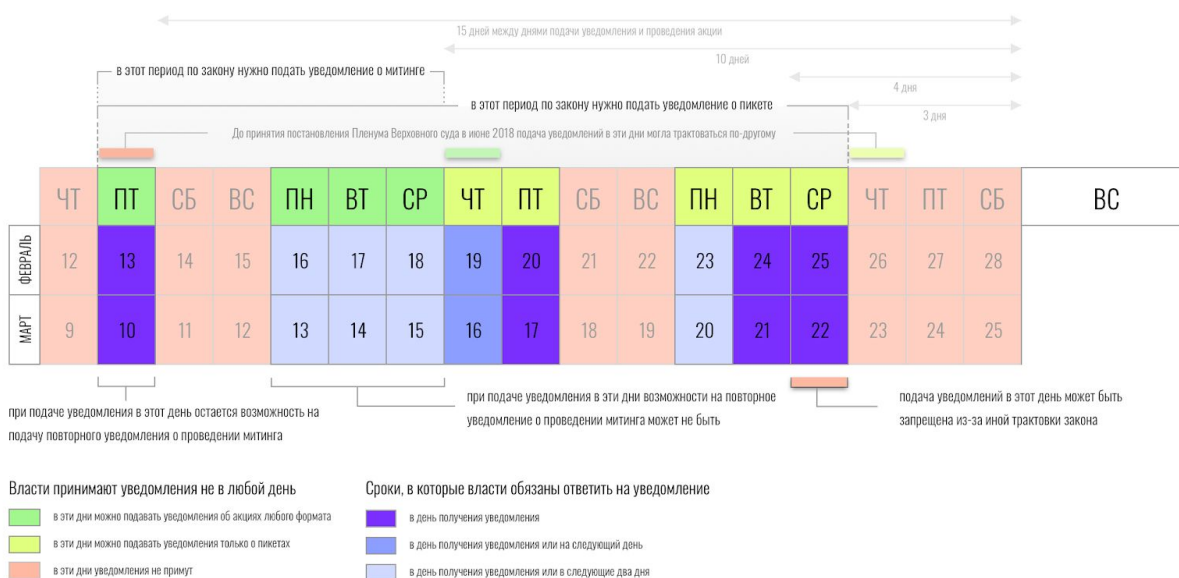 15 дней между днями подачи уведомления и проведения акции
10 дней
в этот период по закону нужно подать уведомление о митинге
4 дня
в этот период по закону нужно подать уведомление о пикете
3 дня
До принятия постановления Пленума Верховного суда в июне 2018 подача уведомлений в эти дни могла трактоваться по-другому
ЧТ ПТ СБ ВС ПН ВТ СР ЧТ ПТ СБ ВС ПН ВТ СР ЧТ ПТ СБ ВС
ФЕВРАЛЬ 12 13 14 15 16 17 18 19 20 21 22 23 24 25 26 27 28
МАРТ 9 10 11 12 13 14 15 16 17 18 19 20 21 22 23 24 25
при подаче уведомления в этот день остается возможность на
подачу повторного уведомления о проведении митинга
при подаче уведомления в эти дни возможности на повторное
уведомление о проведении митинга может не быть
подача уведомлений в этот день может быть
запрещена из-за иной трактовки закона
Власти принимают уведомления не в любой день
в эти дни можно подавать уведомления об акциях любого формата
в эти дни можно подавать уведомления только о пикетах
в эти дни уведомления не примут
Сроки, в которые власти обязаны ответить на уведомление
в день получения уведомления
в день получения уведомления или на следующий день
в день получения уведомления или в следующие два дня